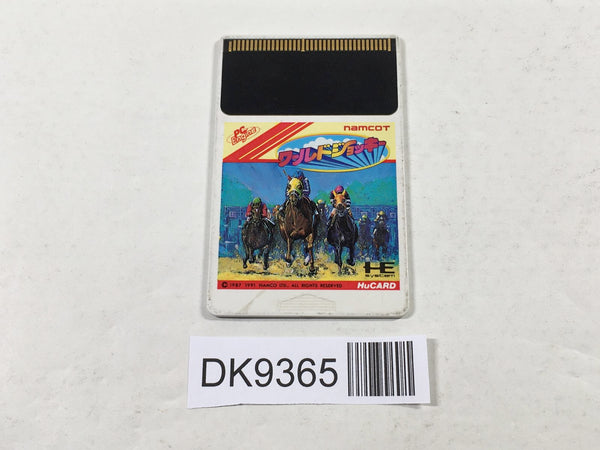 PC Engine
namcoT
ワールドジョッキー
HE system
© 1987 1991 NAMCO LTD., ALL RIGHTS RESERVED
HuCARD
DK9365